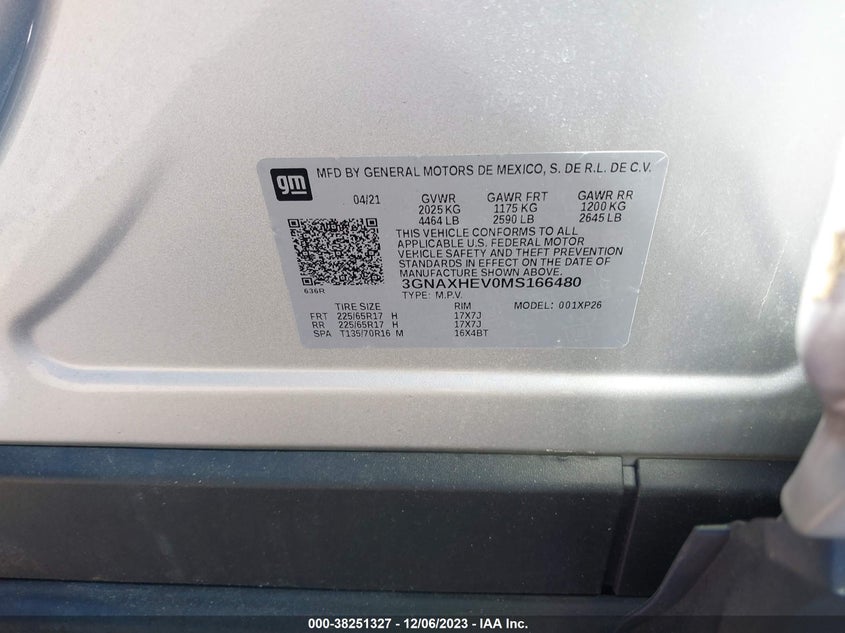 gm MFD BY GENERAL MOTORS DE MEXICO, S. DE R.L. DE C.V.
04/21 GVWR GAWR FRT GAWR RR
2025 KG 1175 KG 1200 KG
4464 LB 2590 LB 2645 LB
THIS VEHICLE CONFORMS TO ALL
APPLICABLE U.S. FEDERAL MOTOR
VEHICLE SAFETY AND THEFT PREVENTION
STANDARDS IN EFFECT ON THE DATE OF
MANUFACTURE SHOWN ABOVE.
3GNAXHEV0MS166480
636R TYPE: M.P.V.
TIRE SIZE RIM MODEL: 001XP26
FRT 225/65R17 H 17X7J
RR 225/65R17 H 17X7J
SPA T135/70R16 M 16X4BT
000-38251327 - 12/06/2023 - IAA Inc.